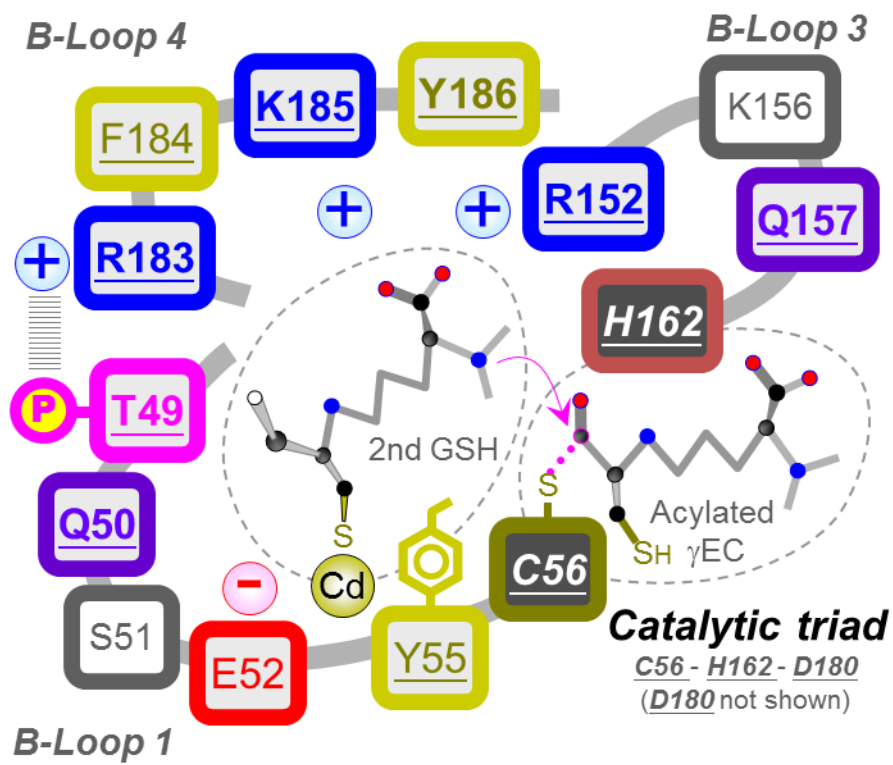 B-Loop 4
B-Loop 3
K185
Y186
K156
F184
R152
Q157
+
+
+
R183
H162
P
T49
2nd GSH
S
Acylated
γEC
Q50
S
SH
Cd
C56
-
S51
E52
Y55
Catalytic triad
C56 - H162 - D180
(D180 not shown)
B-Loop 1